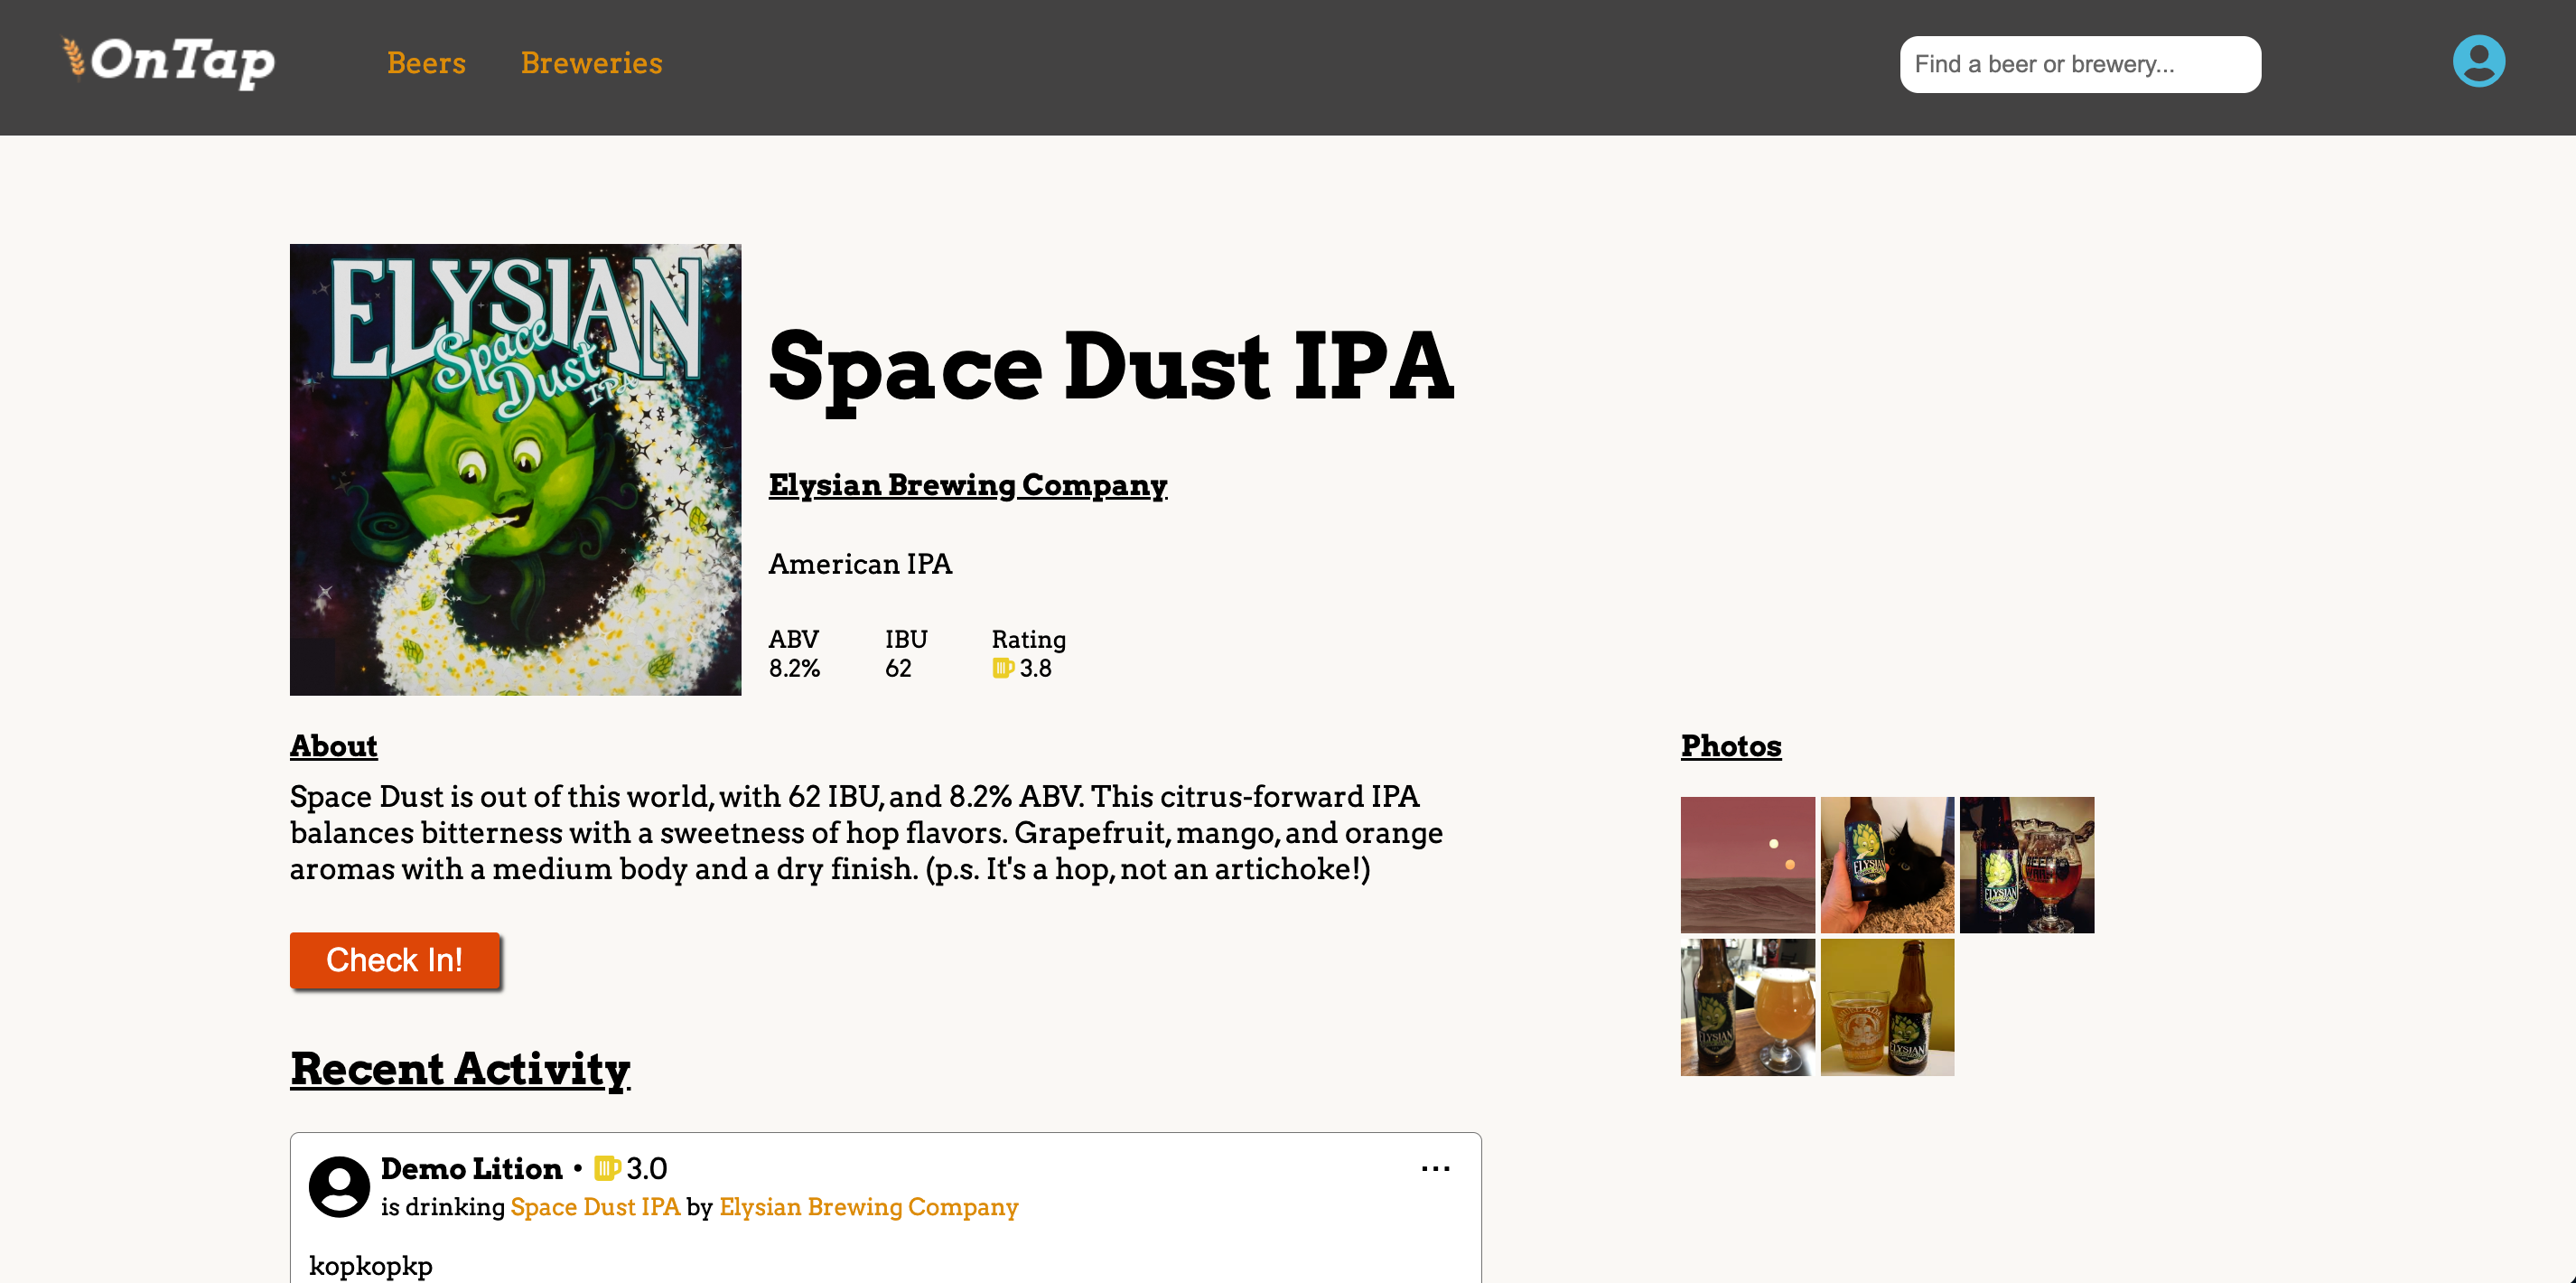 OnTap
Beers
Breweries
Find a beer or brewery...
ELYSIAN
Space
Dust
IPA
Space Dust IPA
Elysian Brewing Company
American IPA
ABV
IBU
Rating
8.2%
62
3.8
About
Space Dust is out of this world, with 62 IBU, and 8.2% ABV. This citrus-forward IPA
balances bitterness with a sweetness of hop flavors. Grapefruit, mango, and orange
aromas with a medium body and a dry finish. (p.s. It's a hop, not an artichoke!)
Check In!
Photos
ELYSIAN
ELYSIAN
ELYSIAN
ELYSIAN
Recent Activity
Demo Lition • 3.0
...
is drinking Space Dust IPA by Elysian Brewing Company
kopkopkp